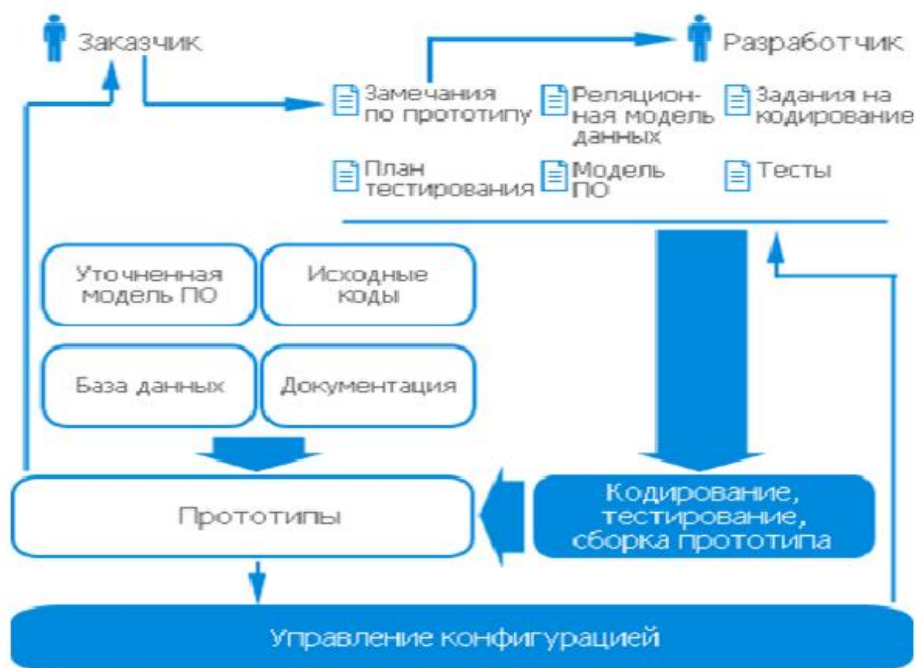 Заказчик
Разработчик
Замечания
по прототипу
Реляцион-
ная модель
данных
Задания на
кодирование
План
тестирования
Модель
ПО
Тесты
Уточненная
модель ПО
Исходные
коды
База данных
Документация
Прототипы
Кодирование,
тестирование,
сборка прототипа
Управление конфигурацией